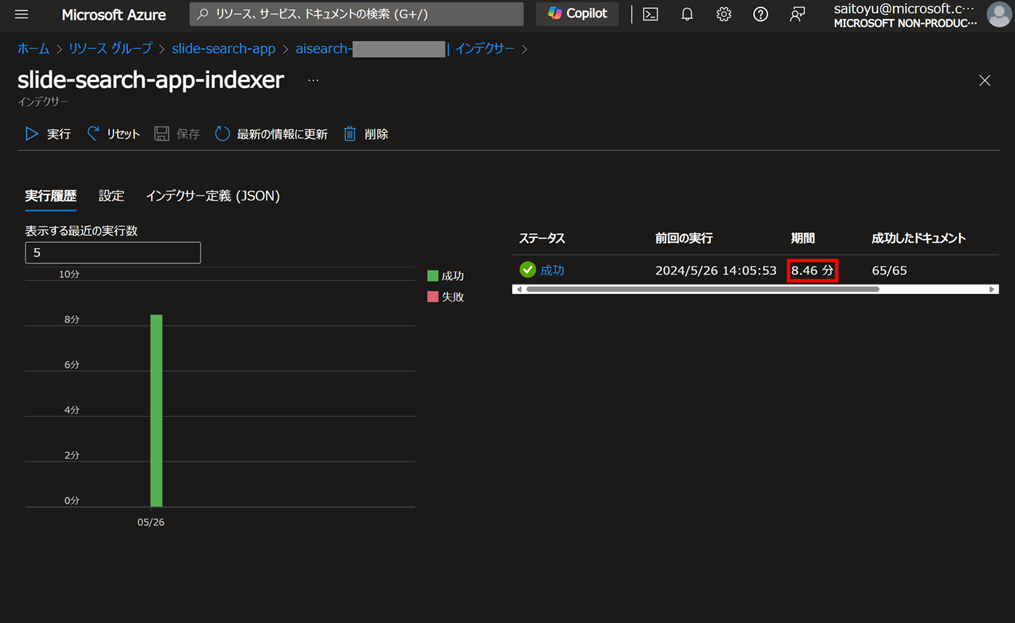 Microsoft Azure
リソース、サービス、ドキュメントの検索 (G+/)
Copilot
saitoyu@microsoft.c…
MICROSOFT NON-PRODUC…
ホーム > リソース グループ > slide-search-app > aisearch- | インデクサー >
slide-search-app-indexer …
インデクサー
実行 リセット 保存 最新の情報に更新 削除
実行履歴 設定 インデクサー定義 (JSON)
表示する最近の実行数
5
10分
8分
6分
4分
2分
0分
05/26
成功
失敗
ステータス 前回の実行 期間 成功したドキュメント
成功 2024/5/26 14:05:53 8.46 分 65/65